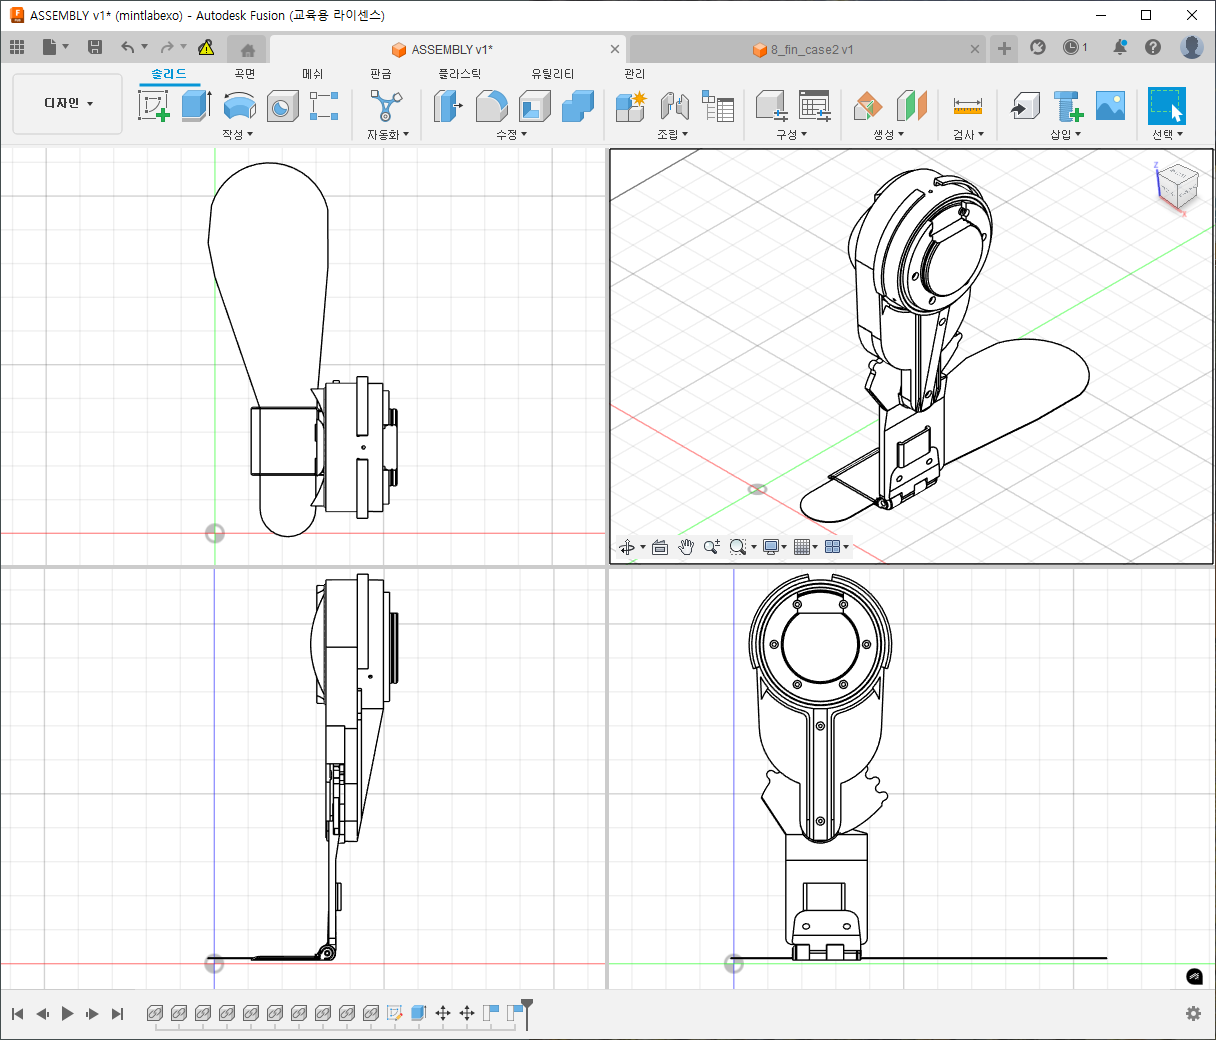 ASSEMBLY v1* (mintlabexo) - Autodesk Fusion (교육용 라이센스)
ASSEMBLY v1*
8_fin_case2 v1
1
디자인
솔리드 곡면 메쉬 판금 플라스틱 유틸리티 관리
작성 자동화 수정 조립 구성 생성 검사 삽입 선택
Z
X